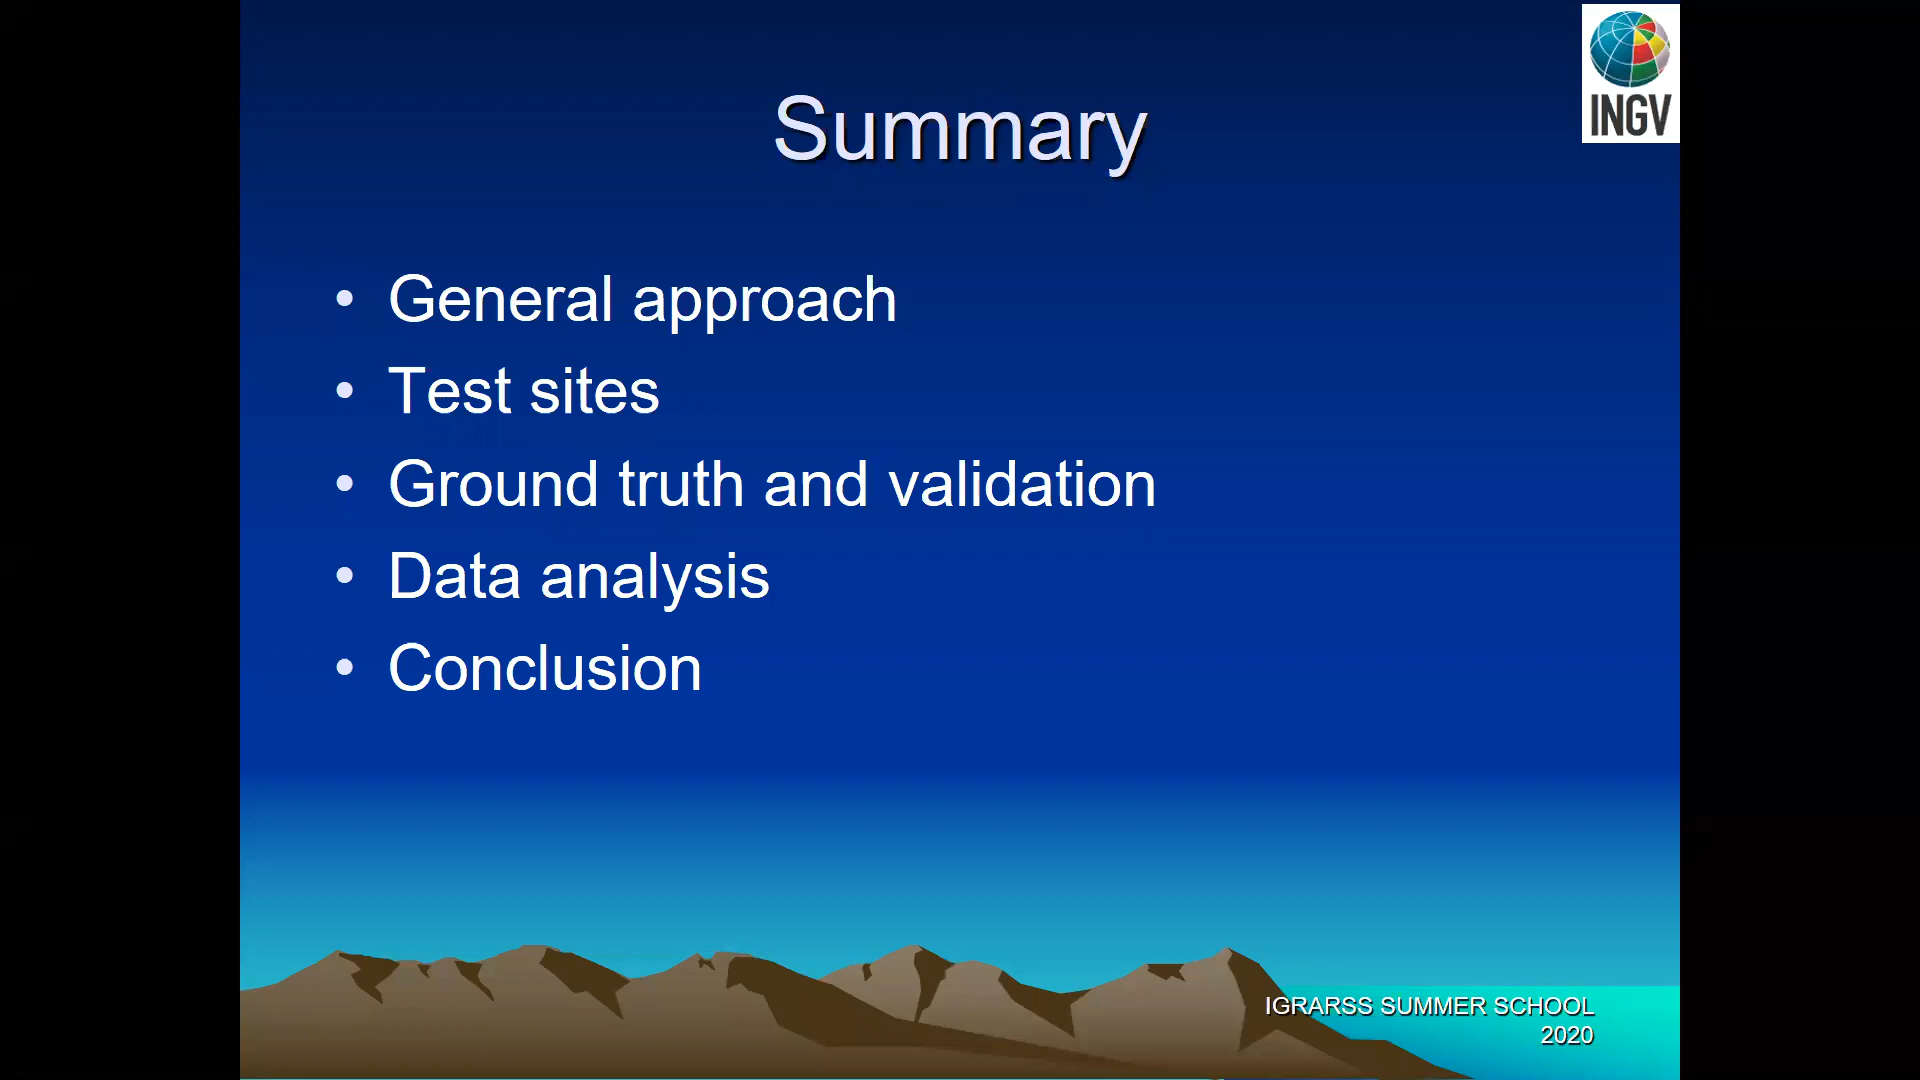 INGV
Summary
• General approach
• Test sites
• Ground truth and validation
• Data analysis
• Conclusion
IGRARSS SUMMER SCHOOL
2020